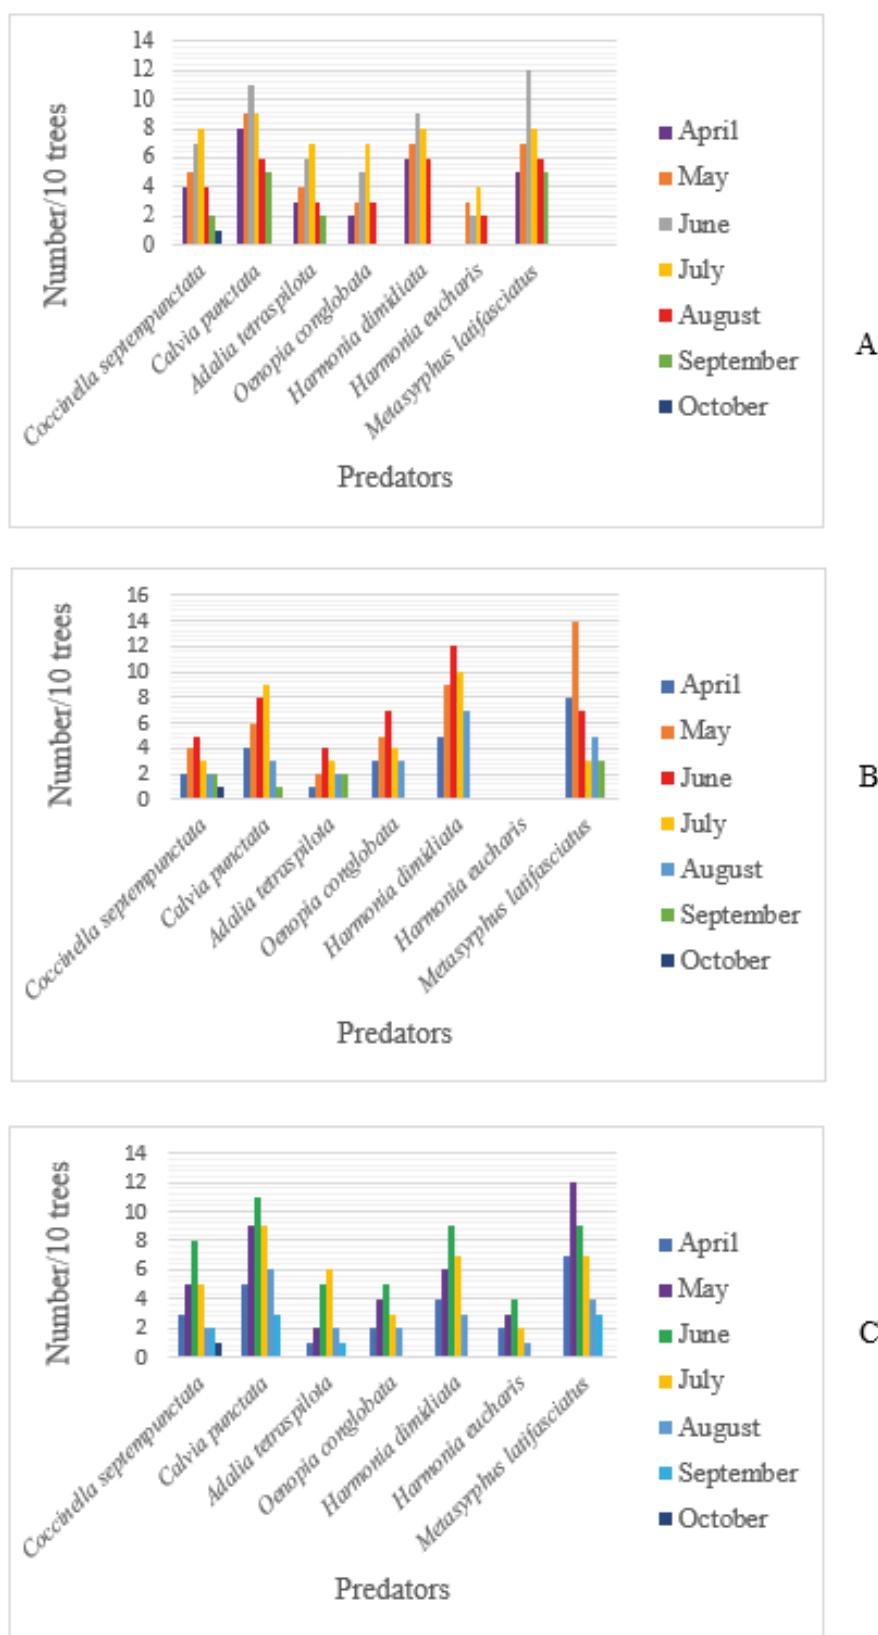 14
12
10
8
6
4
2
0
Number/10 trees
Coccinella septempunctata
Calvia punctata
Adalia tetraspilota
Oenopia conglobata
Harmonia dimidiata
Harmonia eucharis
Metasyrphus latifasciatus
Predators
April
May
June
July
August
September
October
A
16
14
12
10
8
6
4
2
0
Number/10 trees
Coccinella septempunctata
Calvia punctata
Adalia tetraspilota
Oenopia conglobata
Harmonia dimidiata
Harmonia eucharis
Metasyrphus latifasciatus
Predators
April
May
June
July
August
September
October
B
14
12
10
8
6
4
2
0
Number/10 trees
Coccinella septempunctata
Calvia punctata
Adalia tetraspilota
Oenopia conglobata
Harmonia dimidiata
Harmonia eucharis
Metasyrphus latifasciatus
Predators
April
May
June
July
August
September
October
C